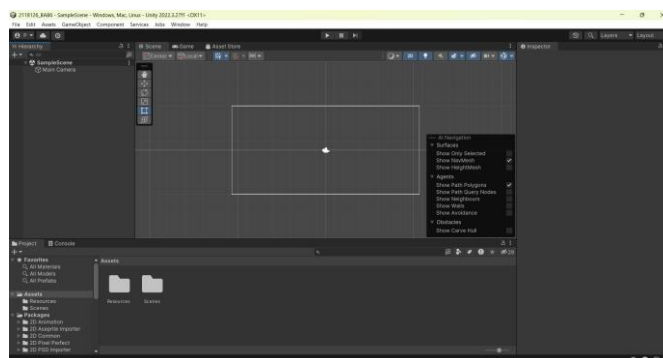 2118126_BAB6 - SampleScene - Windows, Mac, Linux - Unity 2022.3.27f1 <DX11>
File Edit Assets GameObject Component Services Jobs Window Help
Layers Layout
Hierarchy
Scene Game Asset Store
Inspector
Center Local
2D
SampleScene
Main Camera
AI Navigation
Surfaces
Show Only Selected
Show NavMesh
Show HeightMesh
Agents
Show Path Polygons
Show Path Query Nodes
Show Neighbours
Show Walls
Show Avoidance
Obstacles
Show Carve Hull
Project Console
Favorites
All Materials
All Models
All Prefabs
Assets
Resources
Scenes
Packages
2D Animation
2D Aseprite Importer
2D Common
2D Pixel Perfect
2D PSD Importer
Assets
Resources Scenes